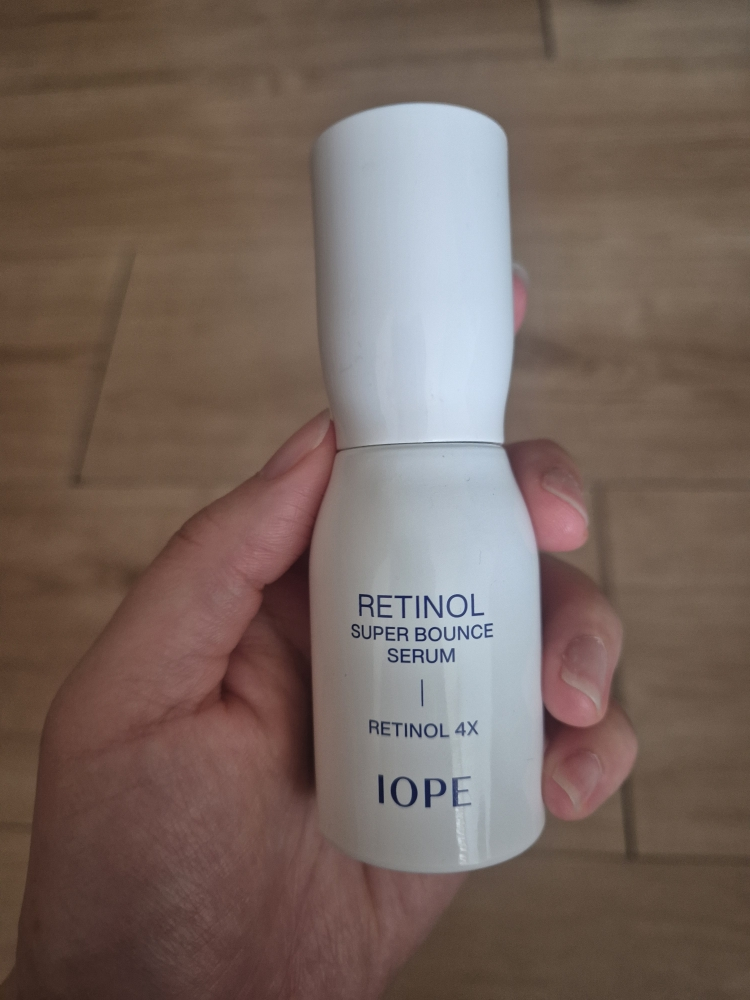 RETINOL
SUPER BOUNCE
SERUM
RETINOL 4X
IOPE